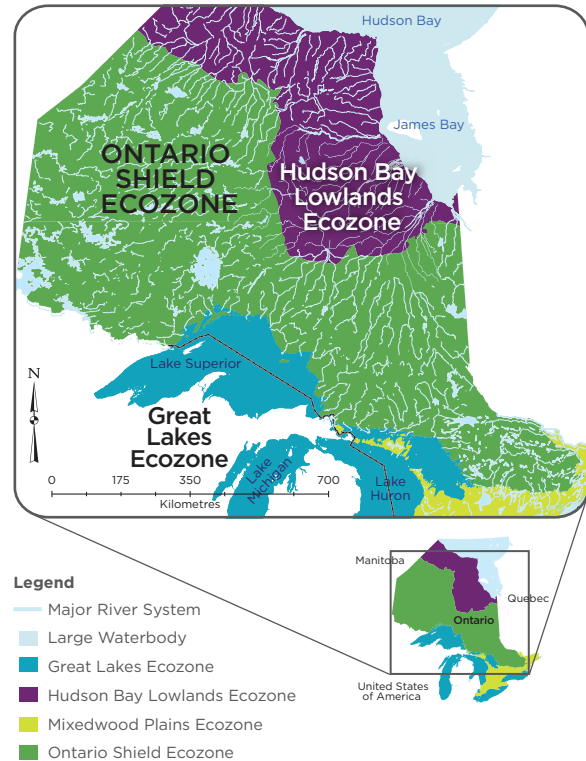 Hudson Bay
James Bay
ONTARIO
SHIELD
ECOZONE
Hudson Bay
Lowlands
Ecozone
Lake Superior
N
Great
Lakes
Ecozone
Lake
Michigan
Lake
Huron
0 175 350 700
Kilometres
Manitoba
Quebec
Ontario
United States
of America
Legend
Major River System
Large Waterbody
Great Lakes Ecozone
Hudson Bay Lowlands Ecozone
Mixedwood Plains Ecozone
Ontario Shield Ecozone